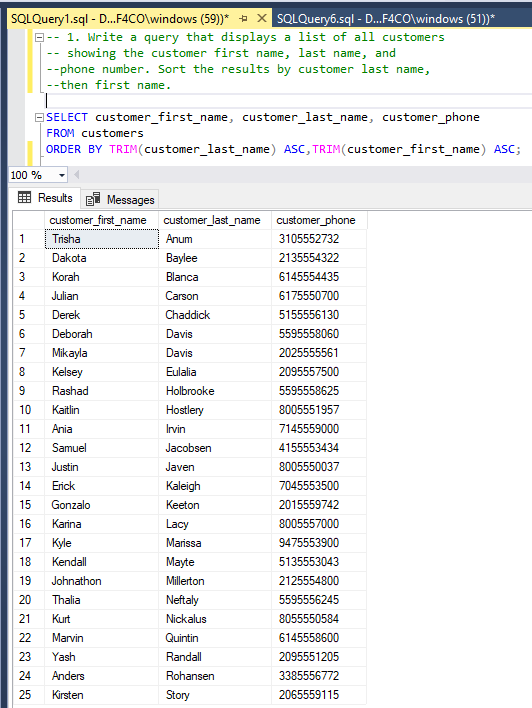 SQLQuery1.sql - D...F4CO\windows (59))* SQLQuery6.sql - D...F4CO\windows (51))*
-- 1. Write a query that displays a list of all customers
-- showing the customer first name, last name, and
--phone number. Sort the results by customer last name,
--then first name.
SELECT customer_first_name, customer_last_name, customer_phone
FROM customers
ORDER BY TRIM(customer_last_name) ASC,TRIM(customer_first_name) ASC;
100 %
Results Messages
customer_first_name customer_last_name customer_phone
1 Trisha Anum 3105552732
2 Dakota Baylee 2135554322
3 Korah Blanca 6145554435
4 Julian Carson 6175550700
5 Derek Chaddick 5155556130
6 Deborah Davis 5595558060
7 Mikayla Davis 2025555561
8 Kelsey Eulalia 2095557500
9 Rashad Holbrooke 5595558625
10 Kaitlin Hostlery 8005551957
11 Ania Irvin 7145559000
12 Samuel Jacobsen 4155553434
13 Justin Javen 8005550037
14 Erick Kaleigh 7045553500
15 Gonzalo Keeton 2015559742
16 Karina Lacy 8005557000
17 Kyle Marissa 9475553900
18 Kendall Mayte 5135553043
19 Johnathon Millerton 2125554800
20 Thalia Neftaly 5595556245
21 Kurt Nickalus 8055550584
22 Marvin Quintin 6145558600
23 Yash Randall 2095551205
24 Anders Rohansen 3385556772
25 Kirsten Story 2065559115